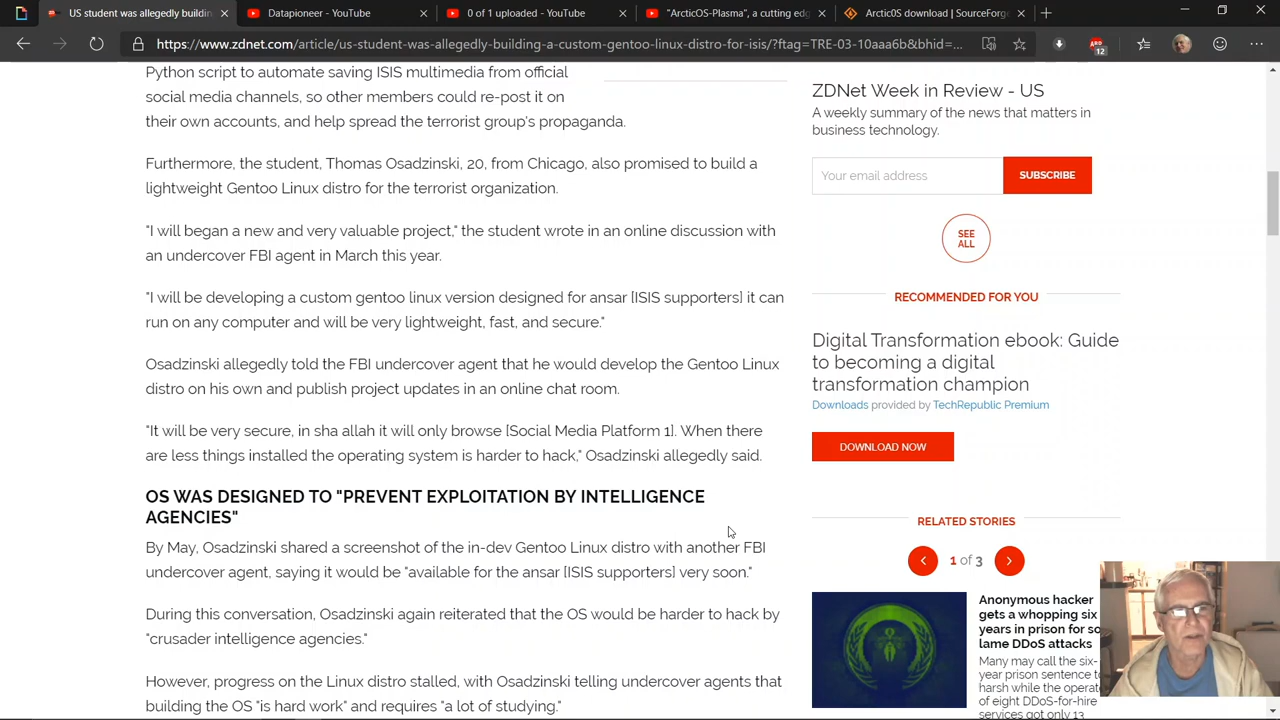 US student was allegedly buildin
Datapioneer - YouTube
0 of 1 uploaded - YouTube
"ArcticOS-Plasma", a cutting edg
Arctic0S download | SourceForg
https://www.zdnet.com/article/us-student-was-allegedly-building-a-custom-gentoo-linux-distro-for-isis/?ftag=TRE-03-10aaa6b&bhid=...
12
Python script to automate saving ISIS multimedia from official
social media channels, so other members could re-post it on
their own accounts, and help spread the terrorist group's propaganda.
Furthermore, the student, Thomas Osadzinski, 20, from Chicago, also promised to build a
lightweight Gentoo Linux distro for the terrorist organization.
"I will began a new and very valuable project," the student wrote in an online discussion with
an undercover FBI agent in March this year.
"I will be developing a custom gentoo linux version designed for ansar [ISIS supporters] it can
run on any computer and will be very lightweight, fast, and secure."
Osadzinski allegedly told the FBI undercover agent that he would develop the Gentoo Linux
distro on his own and publish project updates in an online chat room.
"It will be very secure, in sha allah it will only browse [Social Media Platform 1]. When there
are less things installed the operating system is harder to hack," Osadzinski allegedly said.
OS WAS DESIGNED TO "PREVENT EXPLOITATION BY INTELLIGENCE
AGENCIES"
By May, Osadzinski shared a screenshot of the in-dev Gentoo Linux distro with another FBI
undercover agent, saying it would be "available for the ansar [ISIS supporters] very soon."
During this conversation, Osadzinski again reiterated that the OS would be harder to hack by
"crusader intelligence agencies."
However, progress on the Linux distro stalled, with Osadzinski telling undercover agents that
building the OS "is hard work" and requires "a lot of studying."
ZDNet Week in Review - US
A weekly summary of the news that matters in
business technology.
Your email address
SUBSCRIBE
SEE
ALL
RECOMMENDED FOR YOU
Digital Transformation ebook: Guide
to becoming a digital
transformation champion
Downloads provided by TechRepublic Premium
DOWNLOAD NOW
RELATED STORIES
1 of 3
Anonymous hacker
gets a whopping six
years in prison for so
lame DDoS attacks
Many may call the six-
year prison sentence to
harsh while the operat
of eight DDoS-for-hire
services got only 13